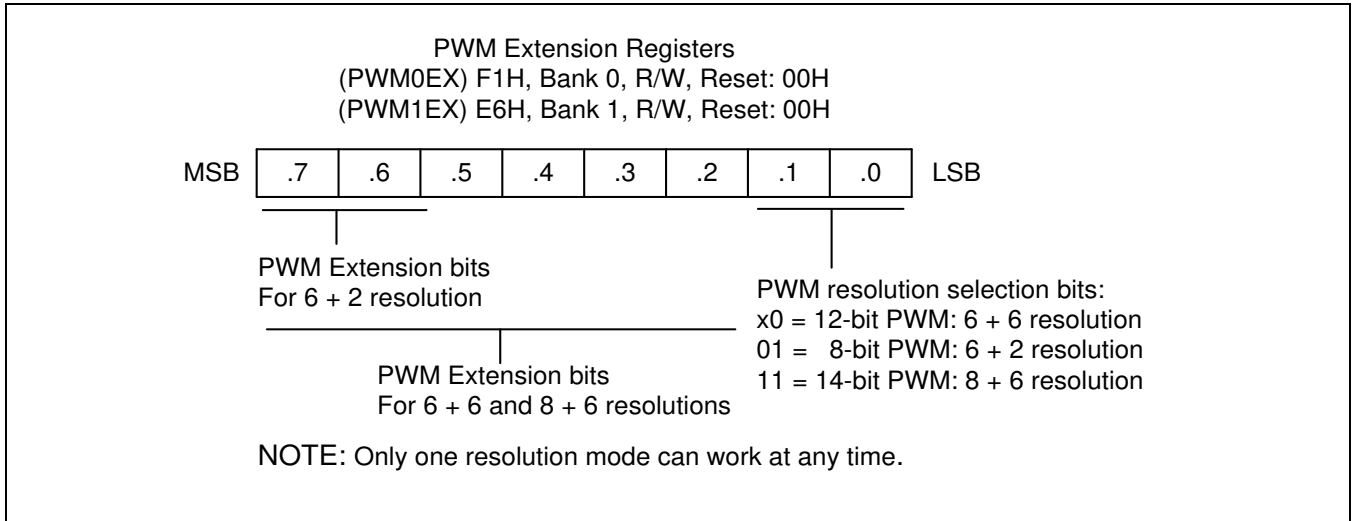 PWM Extension Registers
(PWM0EX) F1H, Bank 0, R/W, Reset: 00H
(PWM1EX) E6H, Bank 1, R/W, Reset: 00H
MSB .7 .6 .5 .4 .3 .2 .1 .0 LSB
PWM Extension bits
For 6 + 2 resolution
PWM resolution selection bits:
x0 = 12-bit PWM: 6 + 6 resolution
01 = 8-bit PWM: 6 + 2 resolution
11 = 14-bit PWM: 8 + 6 resolution
PWM Extension bits
For 6 + 6 and 8 + 6 resolutions
NOTE: Only one resolution mode can work at any time.